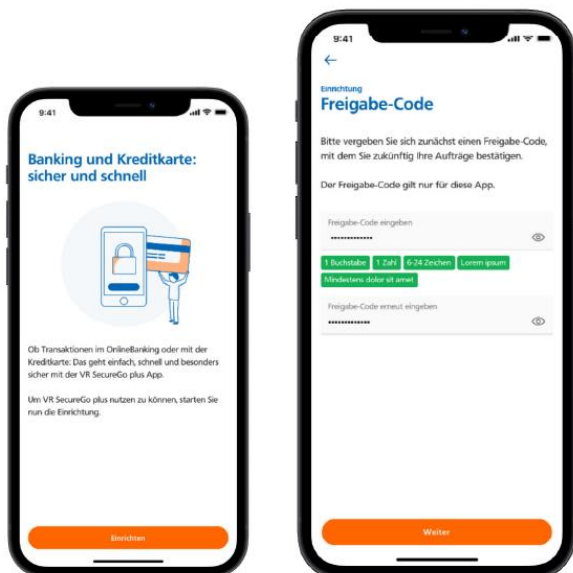 9:41
Banking und Kreditkarte:
sicher und schnell
Ob Transaktionen im OnlineBanking oder mit der
Kreditkarte: Das geht einfach, schnell und besonders
sicher mit der VR SecureGo plus App.
Um VR SecureGo plus nutzen zu können, starten Sie
nun die Einrichtung.
Einrichten
9:41
Einrichtung
Freigabe-Code
Bitte vergeben Sie sich zunächst einen Freigabe-Code,
mit dem Sie zukünftig Ihre Aufträge bestätigen.
Der Freigabe-Code gilt nur für diese App.
Freigabe-Code eingeben
1 Buchstabe 1 Zahl 6-24 Zeichen Lorem ipsum
Mindestens dolor sit amet
Freigabe-Code erneut eingeben
Weiter